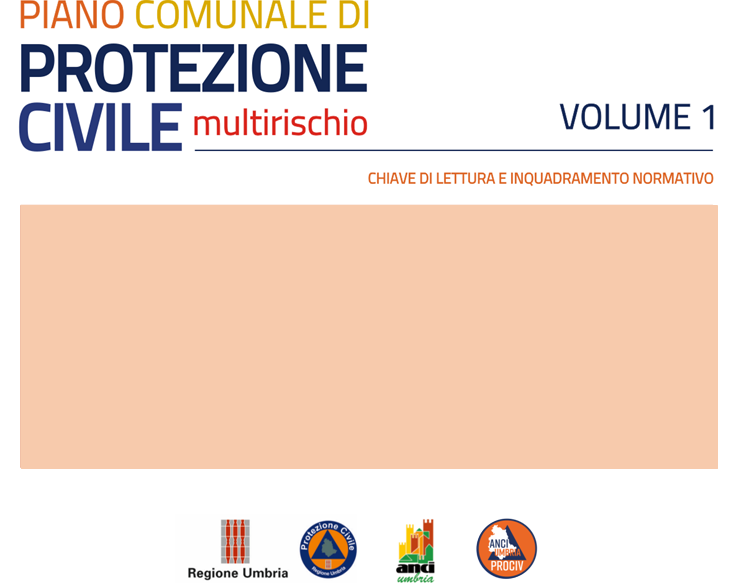 PIANO COMUNALE DI
PROTEZIONE
CIVILE multirischio
VOLUME 1
CHIAVE DI LETTURA E INQUADRAMENTO NORMATIVO
Regione Umbria
Protezione Civile
Regione Umbria
anci
umbria
ANCI
UMBRIA
PROCIV